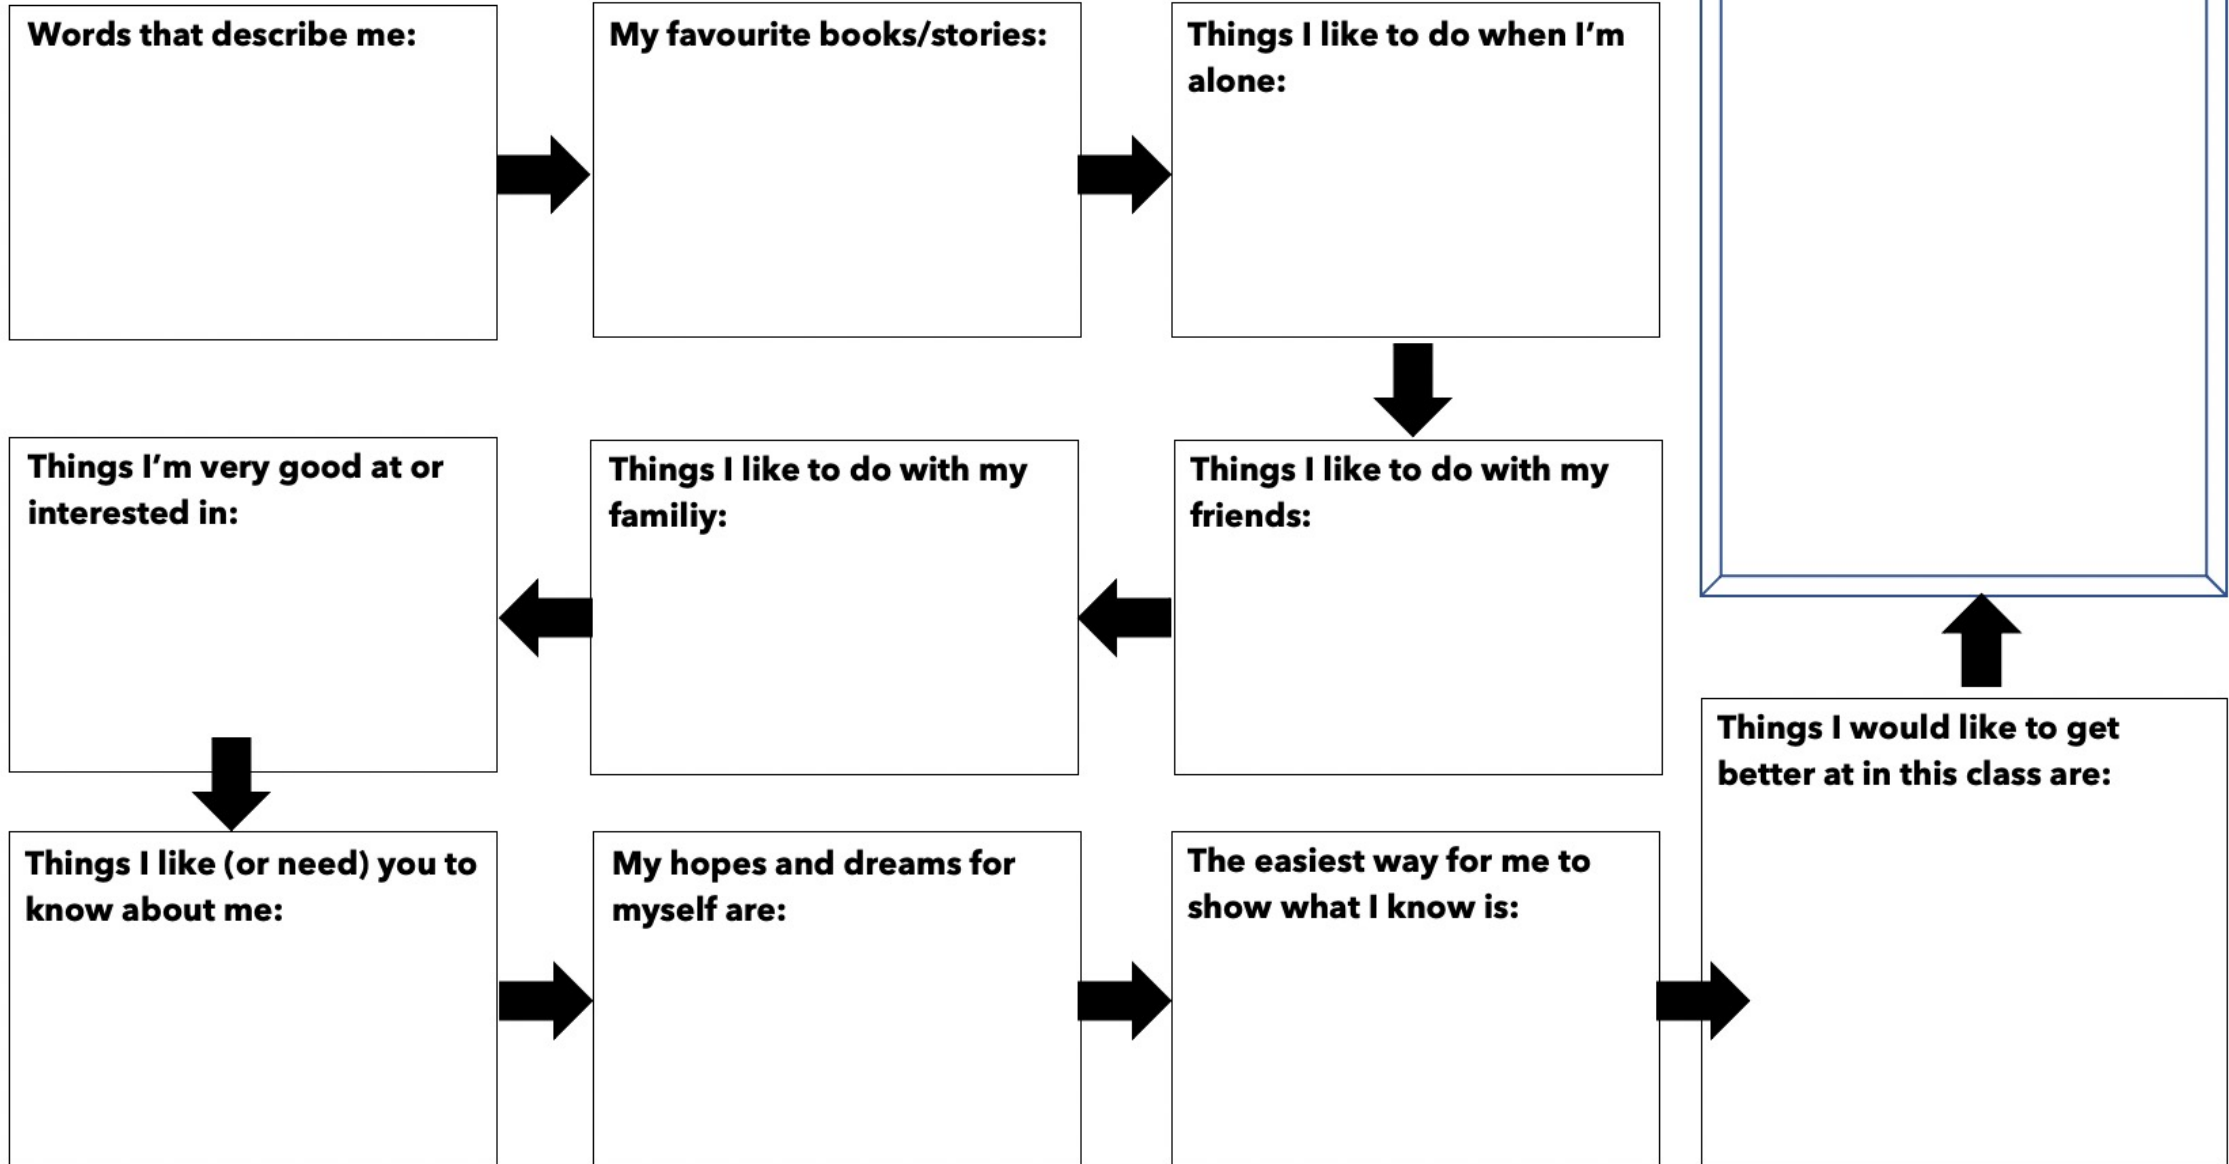 Words that describe me:
My favourite books/stories:
Things I like to do when I’m
alone:
Things I like to do with my
friends:
Things I like to do with my
familiy:
Things I’m very good at or
interested in:
Things I like (or need) you to
know about me:
My hopes and dreams for
myself are:
The easiest way for me to
show what I know is:
Things I would like to get
better at in this class are: